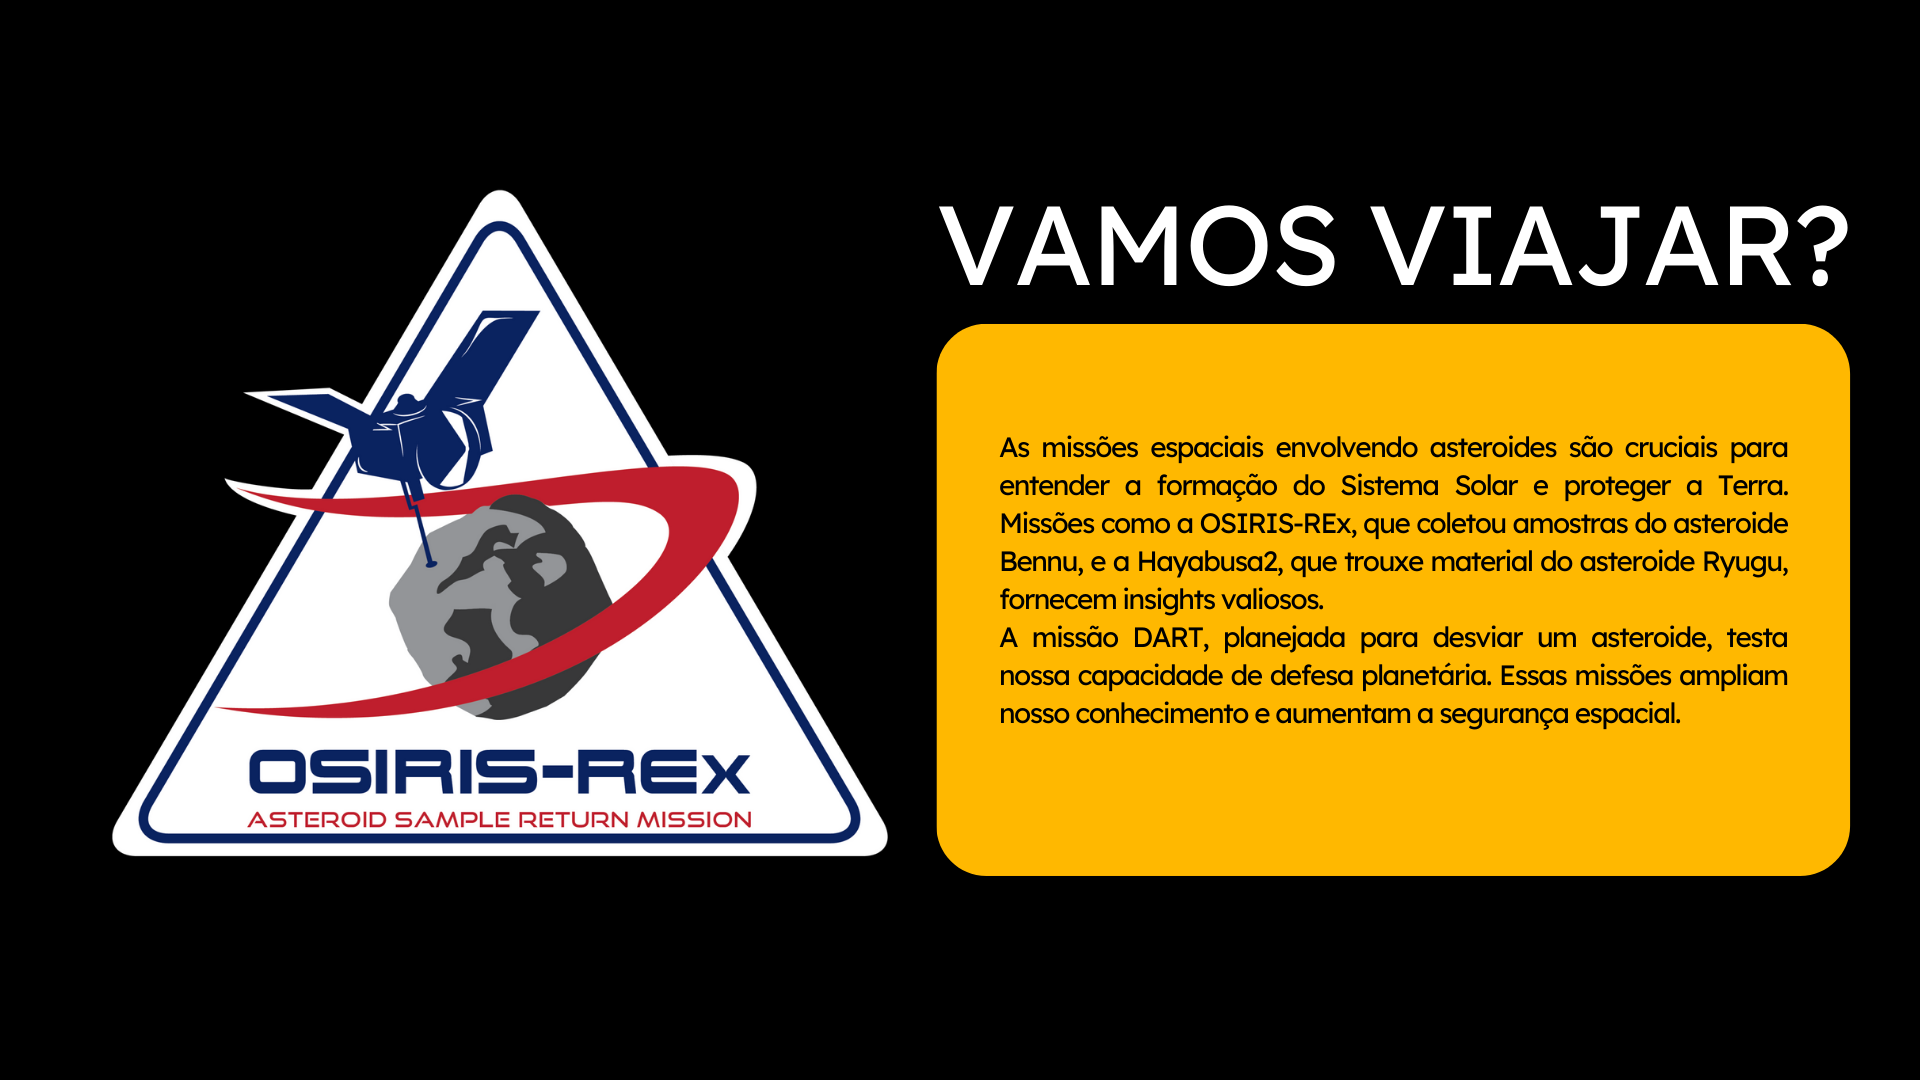 OSIRIS-REx
ASTEROID SAMPLE RETURN MISSION
VAMOS VIAJAR?
As missões espaciais envolvendo asteroides são cruciais para
entender a formação do Sistema Solar e proteger a Terra.
Missões como a OSIRIS-REx, que coletou amostras do asteroide
Bennu, e a Hayabusa2, que trouxe material do asteroide Ryugu,
fornecem insights valiosos.
A missão DART, planejada para desviar um asteroide, testa
nossa capacidade de defesa planetária. Essas missões ampliam
nosso conhecimento e aumentam a segurança espacial.